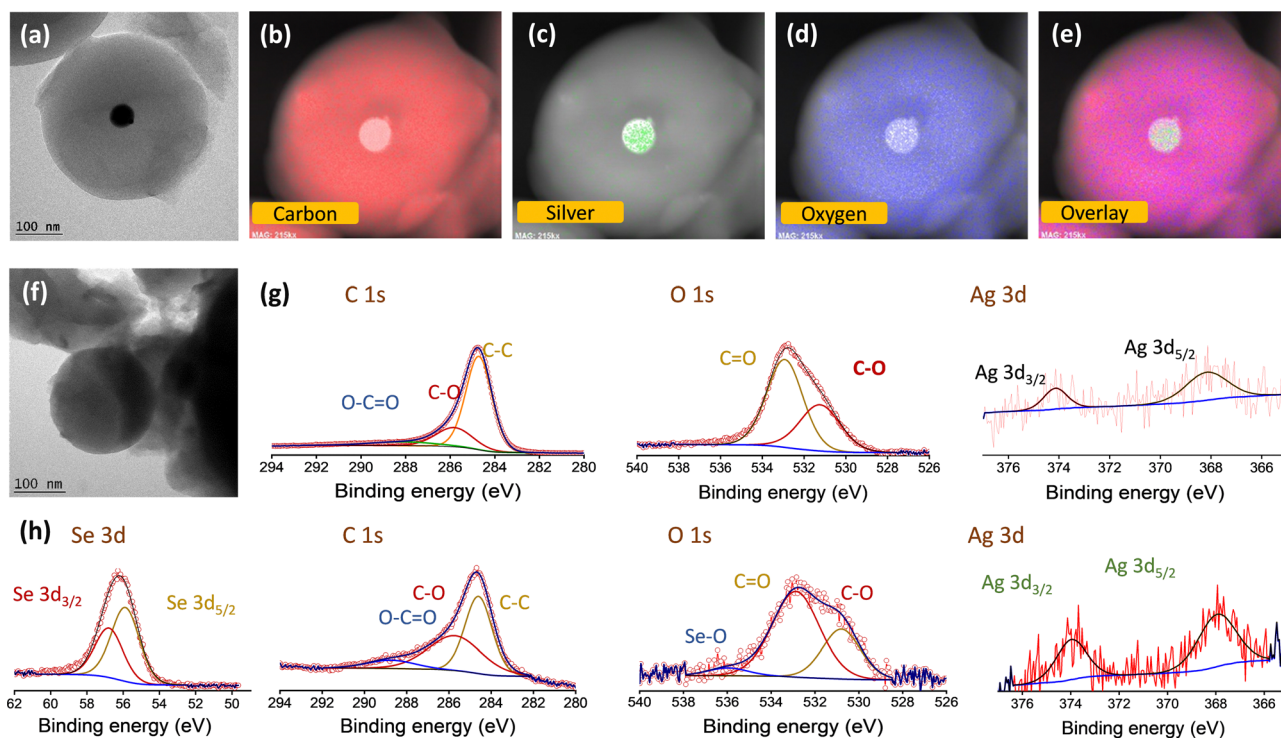 (a)
100 nm
(b)
Carbon
MAG: 215kx
(c)
Silver
MAG: 215kx
(d)
Oxygen
MAG: 215kx
(e)
Overlay
MAG: 215kx
(f)
100 nm
(g)
C 1s
C-C
C-O
O-C=O
294 292 290 288 286 284 282 280
Binding energy (eV)
O 1s
C=O
C-O
540 538 536 534 532 530 528 526
Binding energy (eV)
Ag 3d
Ag 3d5/2
Ag 3d3/2
376 374 372 370 368 366
Binding energy (eV)
(h)
Se 3d
Se 3d3/2
Se 3d5/2
62 60 58 56 54 52 50
Binding energy (eV)
C 1s
C-O
C-C
O-C=O
294 292 290 288 286 284 282 280
Binding energy (eV)
O 1s
C=O
C-O
Se-O
540 538 536 534 532 530 528 526
Binding energy (eV)
Ag 3d
Ag 3d5/2
Ag 3d3/2
376 374 372 370 368 366
Binding energy (eV)